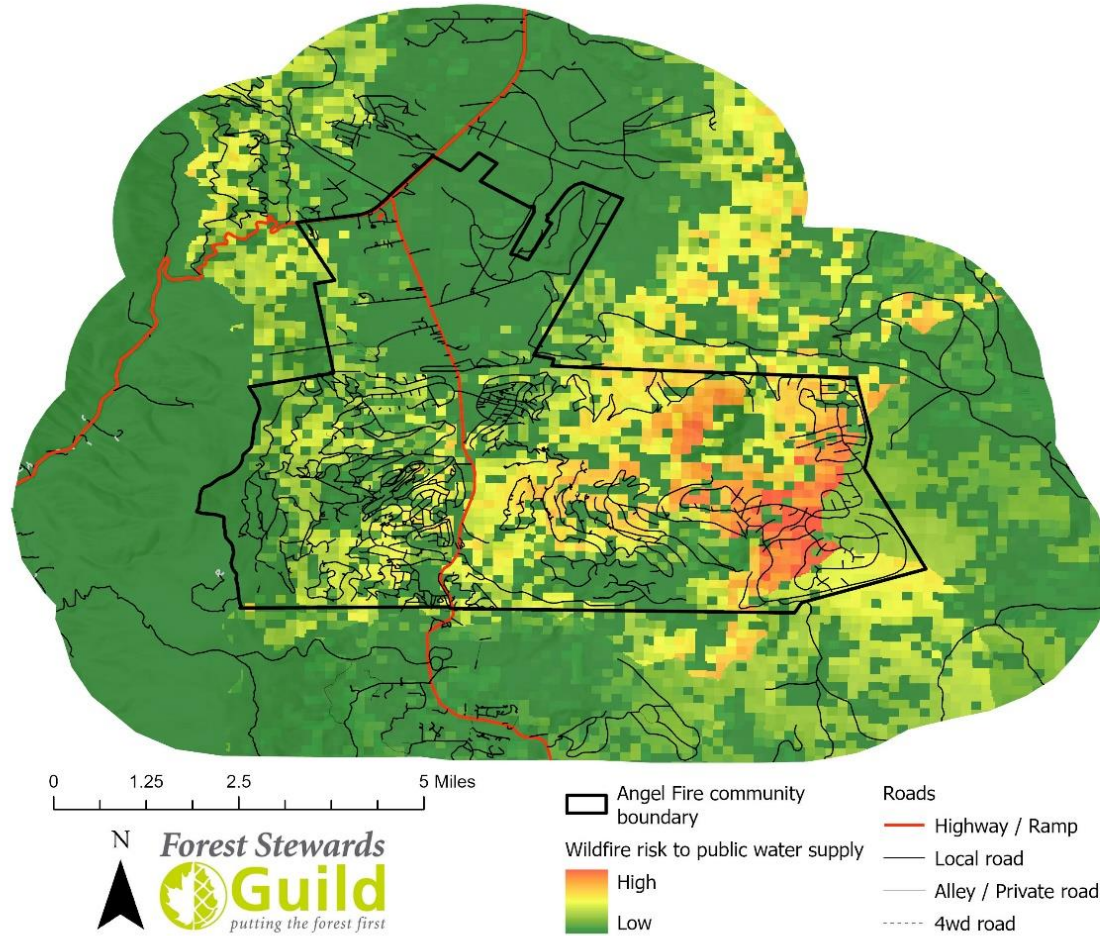 0 1.25 2.5 5 Miles
N
Forest Stewards
Guild
putting the forest first
Angel Fire community
boundary
Wildfire risk to public water supply
High
Low
Roads
Highway / Ramp
Local road
Alley / Private road
4wd road